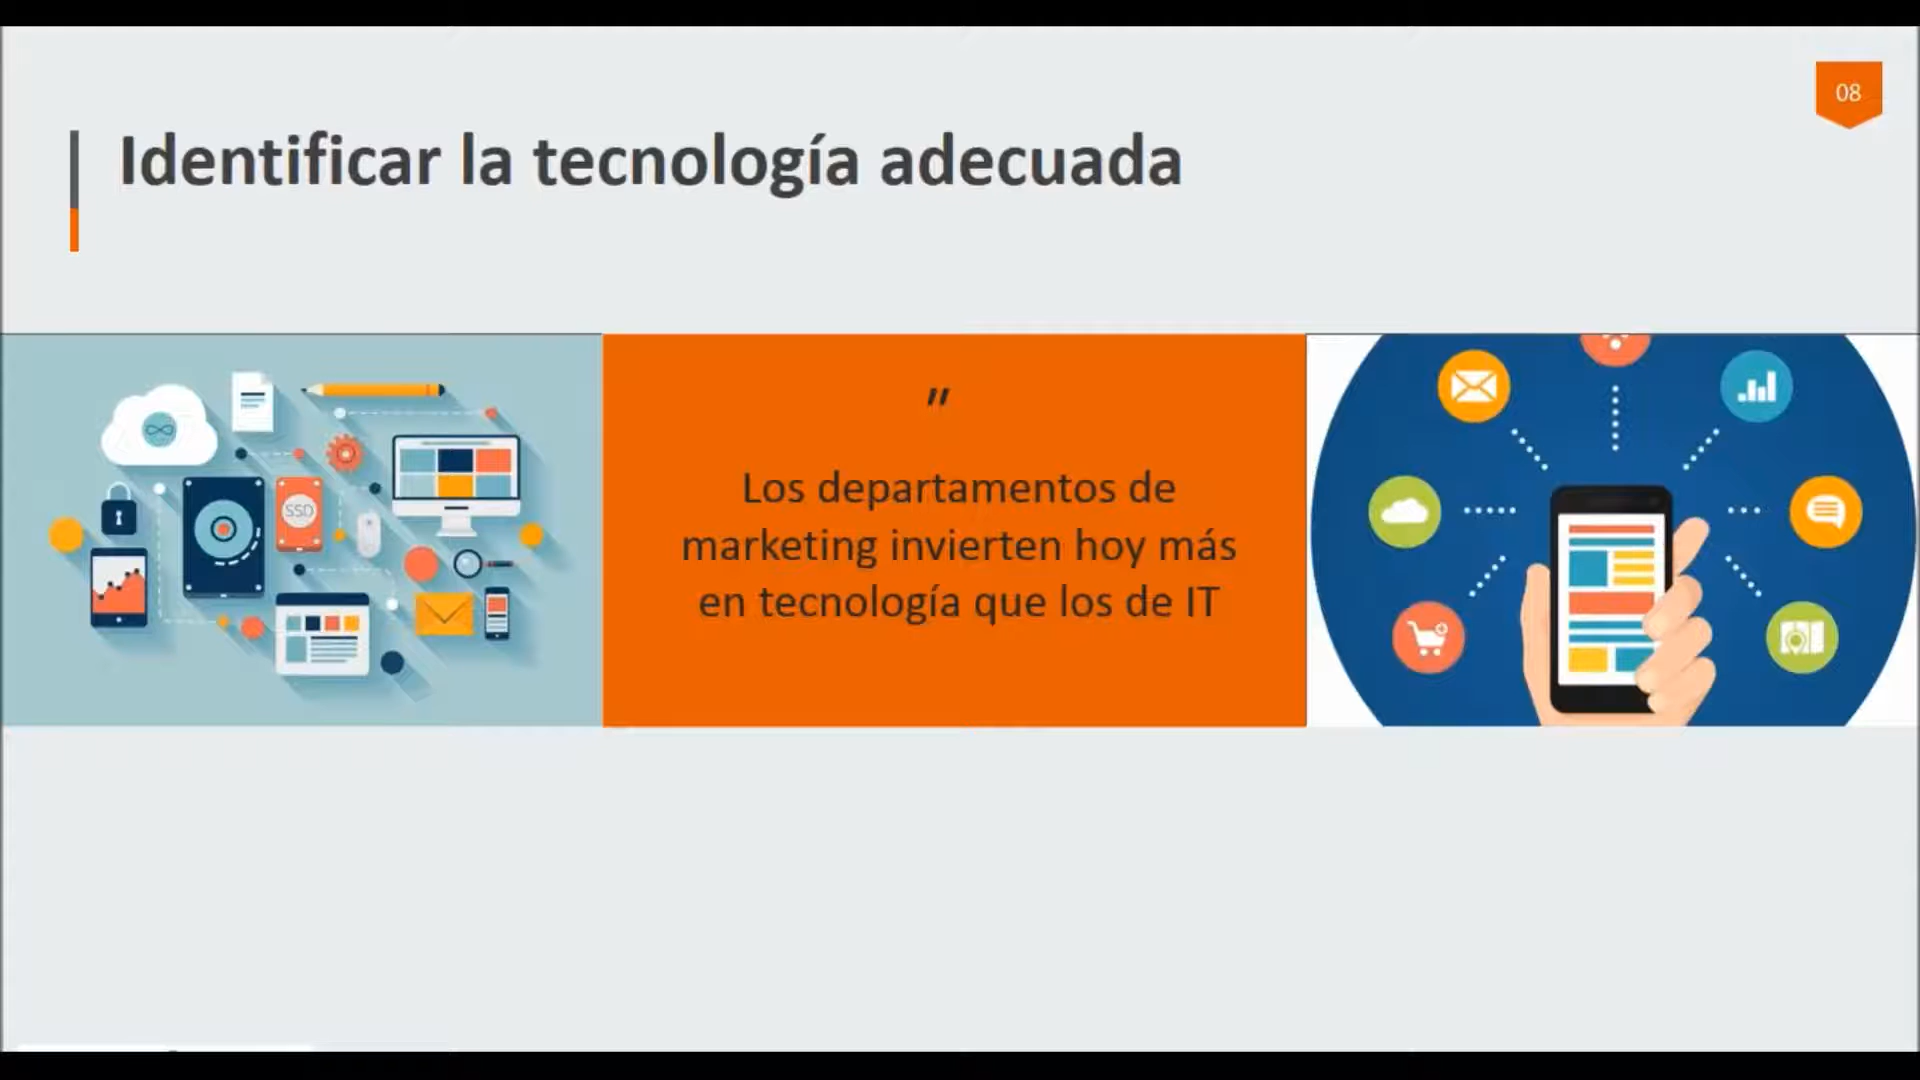 08
Identificar la tecnología adecuada
"
Los departamentos de
marketing invierten hoy más
en tecnología que los de IT
SSD